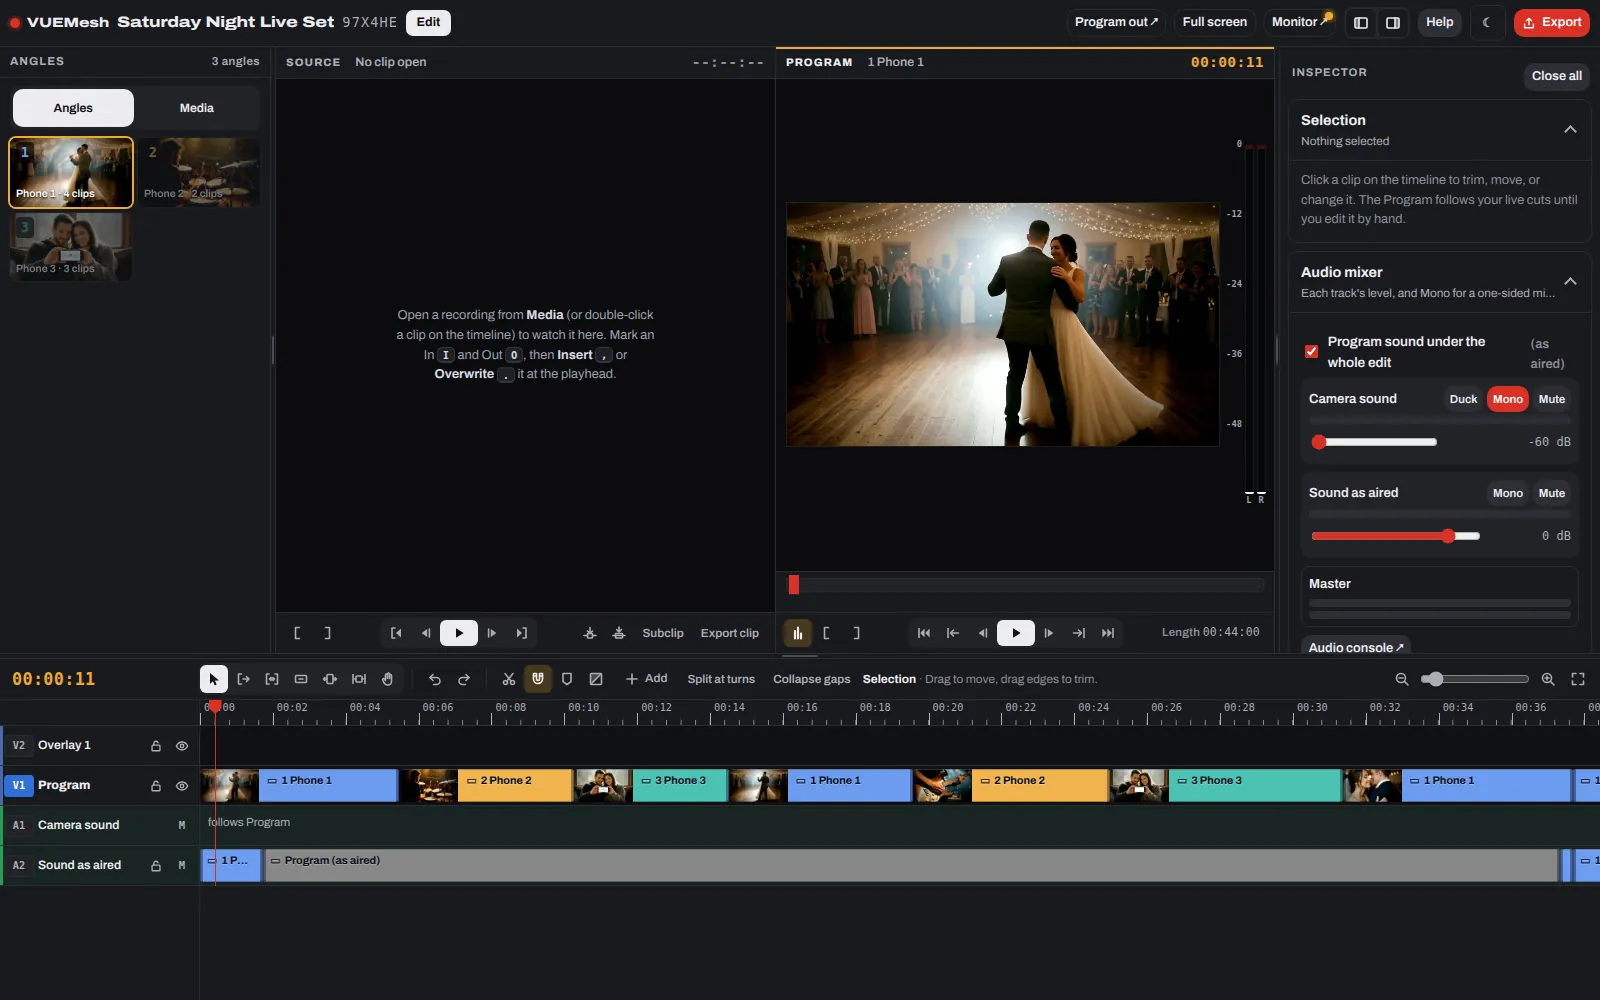 VUEMesh Saturday Night Live Set 97X4HE Edit
Program out↗ Full screen Monitor↗ Help Export
ANGLES 3 angles
Angles Media
1
Phone 1 · 4 clips
2
Phone 2 · 2 clips
3
Phone 3 · 3 clips
SOURCE No clip open --:--:--
Open a recording from Media (or double-click
a clip on the timeline) to watch it here. Mark an
In I and Out O, then Insert , or
Overwrite . it at the playhead.
Subclip Export clip
PROGRAM 1 Phone 1 00:00:11
0
-12
-24
-36
-48
L R
Length 00:44:00
INSPECTOR Close all
Selection
Nothing selected
Click a clip on the timeline to trim, move, or
change it. The Program follows your live cuts until
you edit it by hand.
Audio mixer
Each track's level, and Mono for a one-sided mi...
Program sound under the whole edit (as aired)
Camera sound Duck Mono Mute
-60 dB
Sound as aired Mono Mute
0 dB
Master
Audio console↗
00:00:11 Add Split at turns Collapse gaps Selection · Drag to move, drag edges to trim.
00:02 00:04 00:06 00:08 00:10 00:12 00:14 00:16 00:18 00:20 00:22 00:24 00:26 00:28 00:30 00:32 00:34 00:36
V2 Overlay 1
V1 Program 1 Phone 1 2 Phone 2 3 Phone 3 1 Phone 1 2 Phone 2 3 Phone 3 1 Phone 1 1
A1 Camera sound M follows Program
A2 Sound as aired M 1 P... Program (as aired) 1